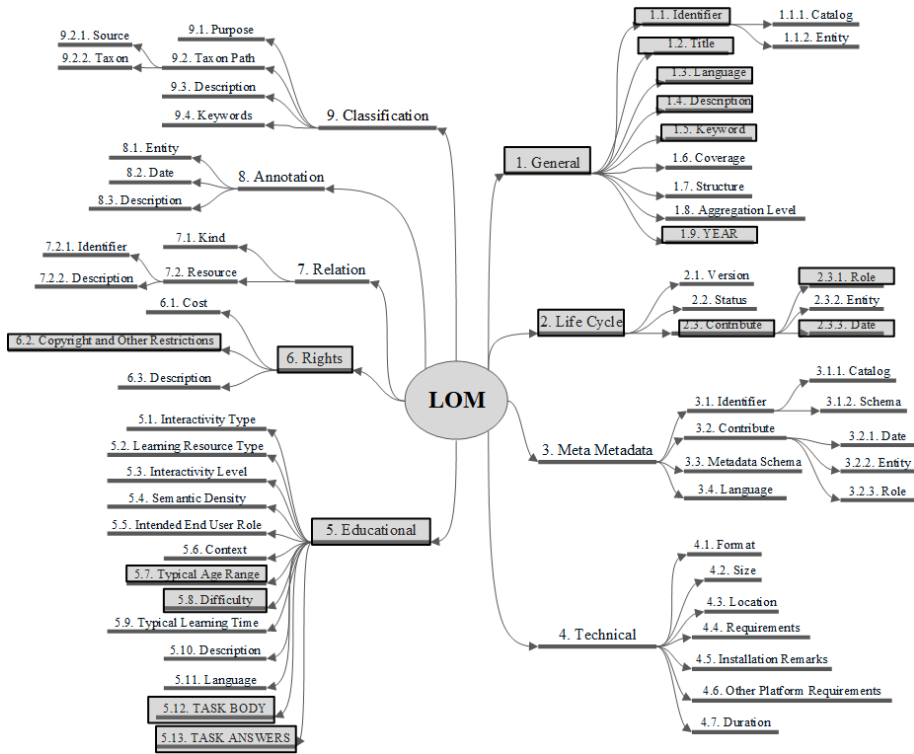 LOM
1. General
1.1. Identifier
1.1.1. Catalog
1.1.2. Entity
1.2. Title
1.3. Language
1.4. Description
1.5. Keyword
1.6. Coverage
1.7. Structure
1.8. Aggregation Level
1.9. YEAR
2. Life Cycle
2.1. Version
2.2. Status
2.3. Contribute
2.3.1. Role
2.3.2. Entity
2.3.3. Date
3. Meta Metadata
3.1. Identifier
3.1.1. Catalog
3.1.2. Schema
3.2. Contribute
3.2.1. Date
3.2.2. Entity
3.2.3. Role
3.3. Metadata Schema
3.4. Language
4. Technical
4.1. Format
4.2. Size
4.3. Location
4.4. Requirements
4.5. Installation Remarks
4.6. Other Platform Requirements
4.7. Duration
5. Educational
5.1. Interactivity Type
5.2. Learning Resource Type
5.3. Interactivity Level
5.4. Semantic Density
5.5. Intended End User Role
5.6. Context
5.7. Typical Age Range
5.8. Difficulty
5.9. Typical Learning Time
5.10. Description
5.11. Language
5.12. TASK BODY
5.13. TASK ANSWERS
6. Rights
6.1. Cost
6.2. Copyright and Other Restrictions
6.3. Description
7. Relation
7.1. Kind
7.2. Resource
7.2.1. Identifier
7.2.2. Description
8. Annotation
8.1. Entity
8.2. Date
8.3. Description
9. Classification
9.1. Purpose
9.2. Taxon Path
9.2.1. Source
9.2.2. Taxon
9.3. Description
9.4. Keywords